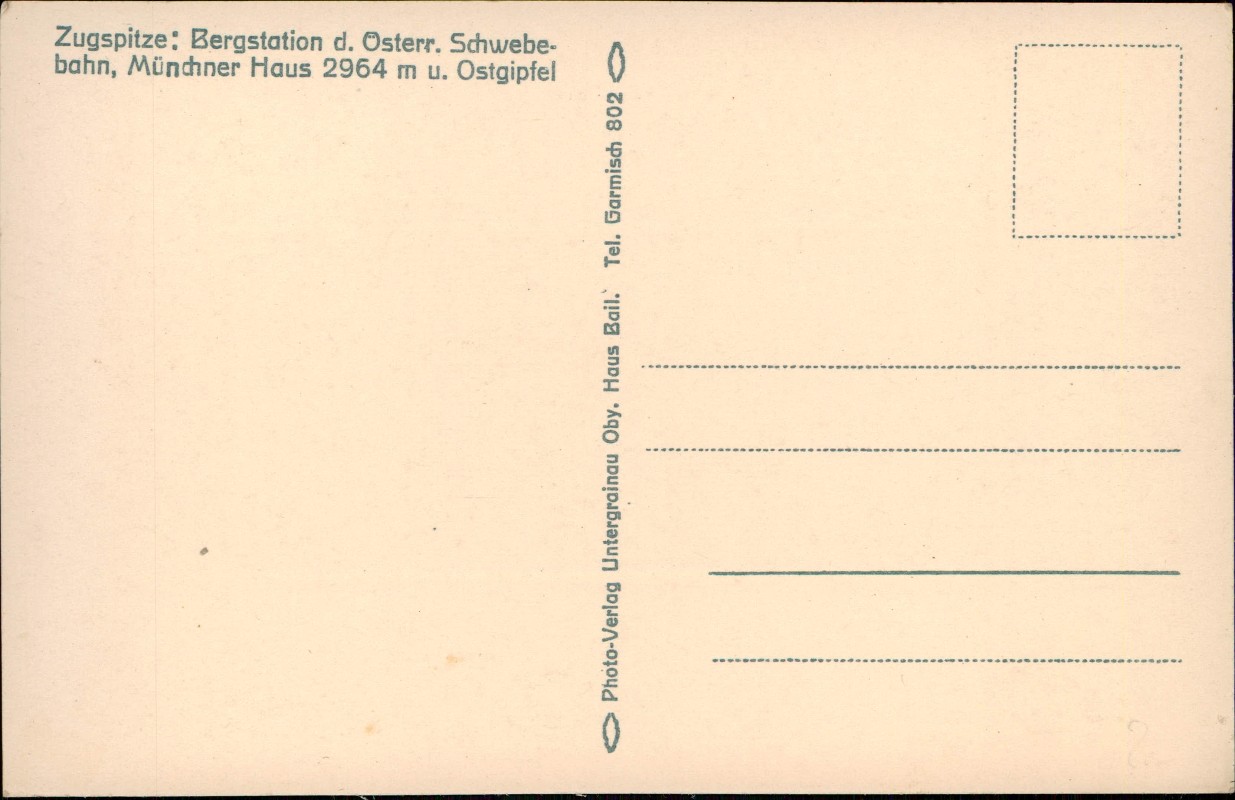 Zugspitze: Bergstation d. Österr. Schwebe-
bahn, Münchner Haus 2964 m u. Ostgipfel
Photo-Verlag Untergrainau Oby. Haus Bail. Tel. Garmisch 802